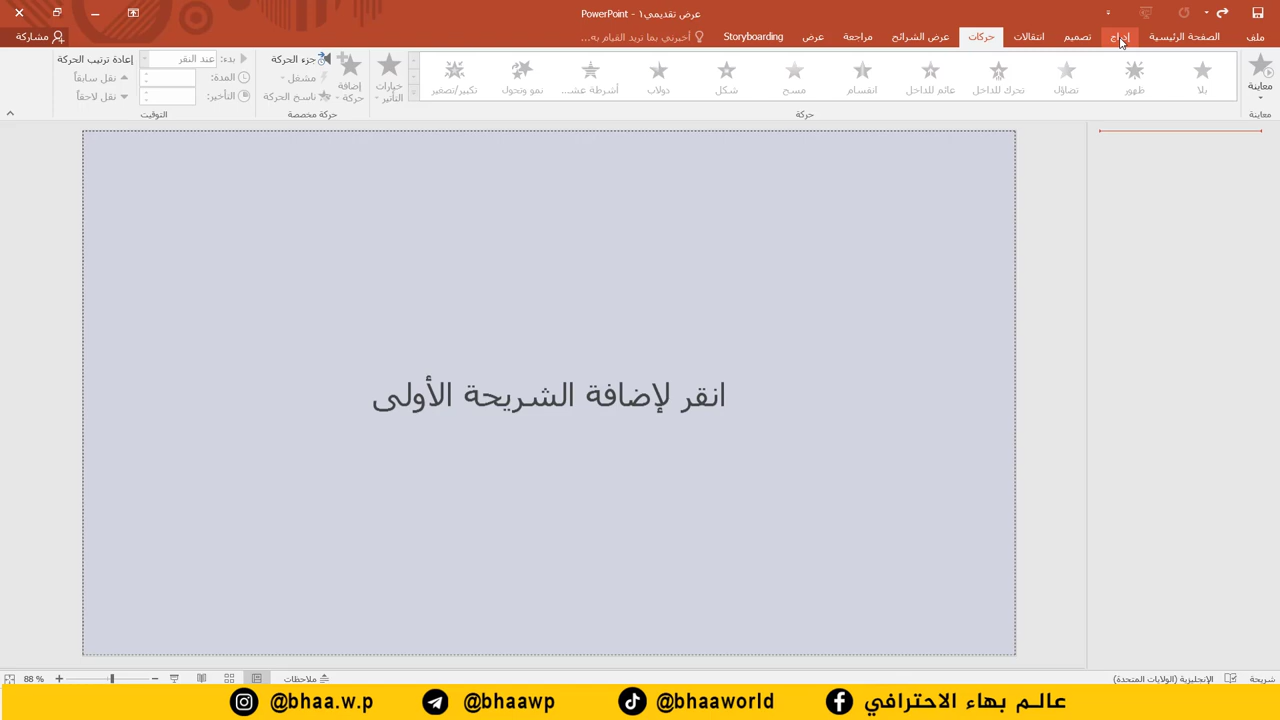 عرض تقديمي١ - PowerPoint
ملف
الصفحة الرئيسية
إدراج
تصميم
انتقالات
حركات
عرض الشرائح
مراجعة
عرض
Storyboarding
أخبرني بما تريد القيام به...
مشاركة
معاينة
بلا
ظهور
تضاؤل
تحرك للداخل
عائم للداخل
انقسام
مسح
شكل
دولاب
أشرطة عشـ...
نمو وتحول
تكبير/تصغير
خيارات التأثير
إضافة حركة
جزء الحركة
مشغل
ناسخ الحركة
بدء: عند النقر
المدة:
التأخير:
إعادة ترتيب الحركة
نقل سابقاً
نقل لاحقاً
معاينة
حركة
حركة مخصصة
التوقيت
انقر لإضافة الشريحة الأولى
شريحة
الإنجليزية (الولايات المتحدة)
ملاحظات
88 %
عالم بهاء الاحترافي
@bhaaworld
@bhaawp
@bhaa.w.p